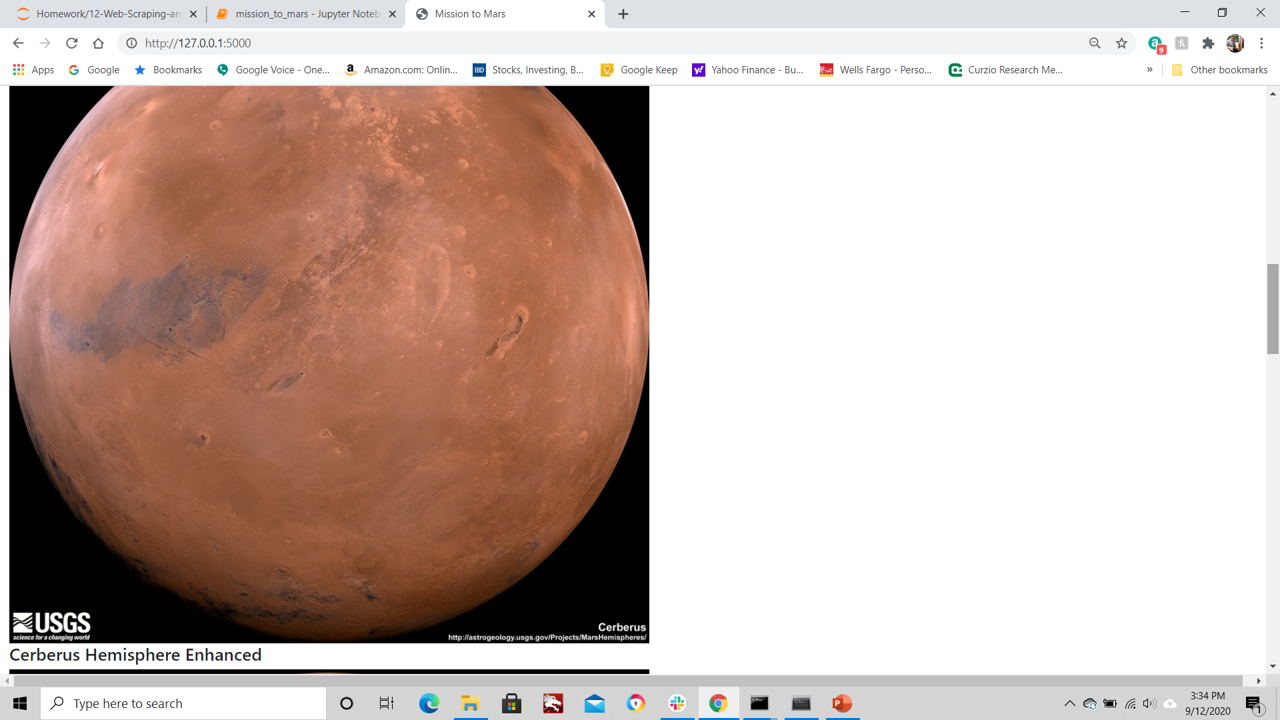 Homework/12-Web-Scraping-an
mission_to_mars - Jupyter Noteb
Mission to Mars
http://127.0.0.1:5000
9
Apps
Google
Bookmarks
Google Voice - One...
Amazon.com: Onlin...
IBD
Stocks, Investing, B...
Google Keep
Yahoo Finance - Bu...
Wells Fargo - Perso...
Curzio Research Me...
»
Other bookmarks
USGS
science for a changing world
Cerberus
http://astrogeology.usgs.gov/Projects/MarsHemispheres/
Cerberus Hemisphere Enhanced
Type here to search
3:34 PM
9/12/2020
1